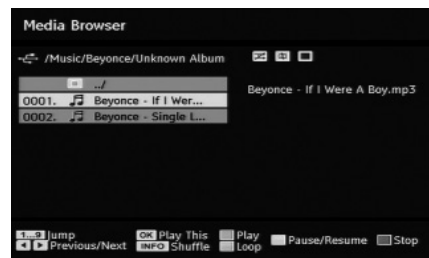 Media Browser
/Music/Beyonce/Unknown Album
../
0001. Beyonce - If I Wer...
0002. Beyonce - Single L...
Beyonce - If I Were A Boy.mp3
1...9 Jump OK Play This Play Pause/Resume Stop
Previous/Next INFO Shuffle Loop